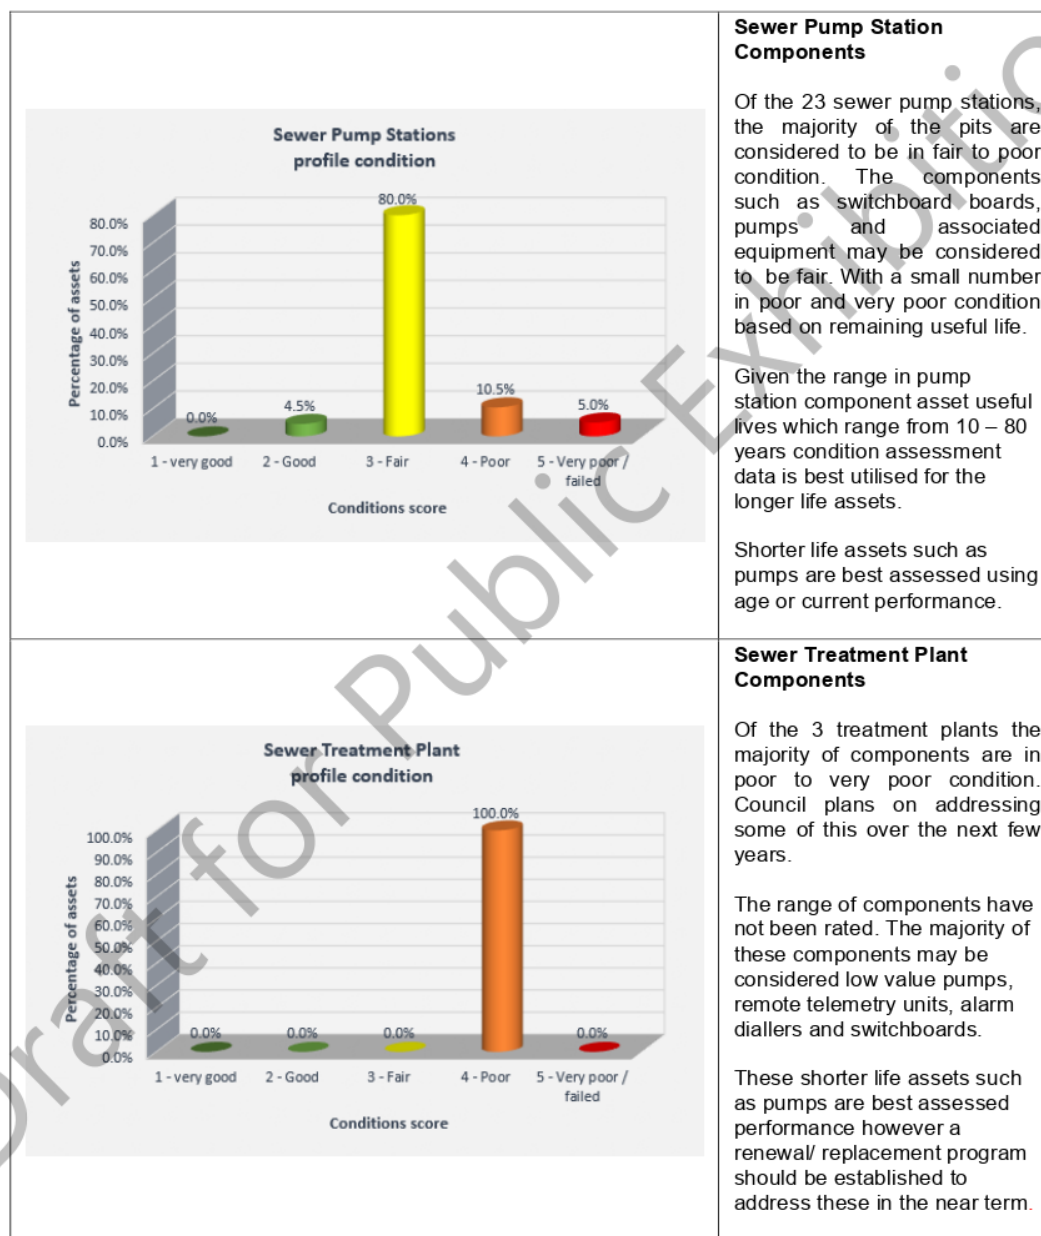 Sewer Pump Stations
profile condition
Percentage of assets
80.0%
70.0%
60.0%
50.0%
40.0%
30.0%
20.0%
10.0%
0.0%
0.0%
4.5%
80.0%
10.5%
5.0%
1 - very good
2 - Good
3 - Fair
4 - Poor
5 - Very poor /
failed
Conditions score
Sewer Pump Station
Components
Of the 23 sewer pump stations,
the majority of the pits are
considered to be in fair to poor
condition. The components
such as switchboard boards,
pumps and associated
equipment may be considered
to be fair. With a small number
in poor and very poor condition
based on remaining useful life.
Given the range in pump
station component asset useful
lives which range from 10 – 80
years condition assessment
data is best utilised for the
longer life assets.
Shorter life assets such as
pumps are best assessed using
age or current performance.
Sewer Treatment Plant
profile condition
Percentage of assets
100.0%
90.0%
80.0%
70.0%
60.0%
50.0%
40.0%
30.0%
20.0%
10.0%
0.0%
0.0%
0.0%
0.0%
100.0%
0.0%
1 - very good
2 - Good
3 - Fair
4 - Poor
5 - Very poor /
failed
Conditions score
Sewer Treatment Plant
Components
Of the 3 treatment plants the
majority of components are in
poor to very poor condition.
Council plans on addressing
some of this over the next few
years.
The range of components have
not been rated. The majority of
these components may be
considered low value pumps,
remote telemetry units, alarm
diallers and switchboards.
These shorter life assets such
as pumps are best assessed
performance however a
renewal/ replacement program
should be established to
address these in the near term.
Draft for Public Exhibitio